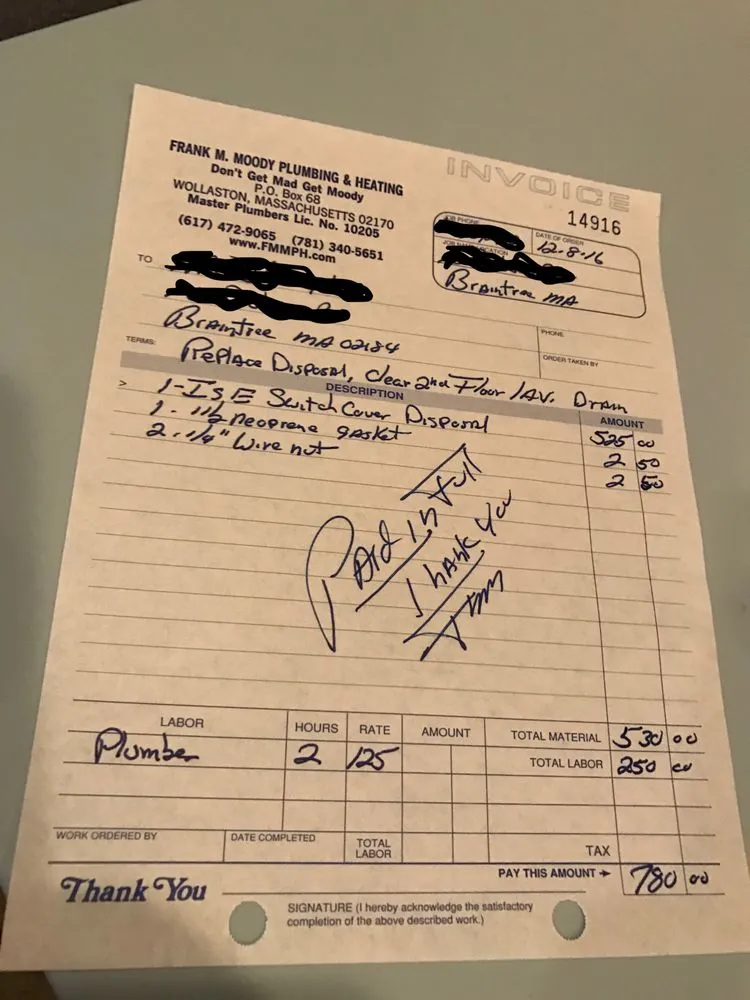 INVOICE
14916
FRANK M. MOODY PLUMBING & HEATING
Don't Get Mad Get Moody
P.O. Box 68
WOLLASTON, MASSACHUSETTS 02170
Master Plumbers Lic. No. 10205
(617) 472-9065 (781) 340-5651
www.FMMPH.com
JOB PHONE
DATE OF ORDER
12-8-16
Braintree MA
TO
Braintree MA 02184
PHONE
ORDER TAKEN BY
TERMS:
Replace Disposal, Clear 2nd Floor LAV. Drain
DESCRIPTION AMOUNT
> 1-ISE Switch Cover Disposal 525 00
1- 1 1/2 neoprene gasket 2 50
2. 1/4" Wire nut 2 50
Paid in Full
Thank You
LABOR HOURS RATE AMOUNT TOTAL MATERIAL 530 00
Plumber 2 125 TOTAL LABOR 250 00
WORK ORDERED BY DATE COMPLETED TOTAL LABOR TAX
PAY THIS AMOUNT → 780 00
Thank You
SIGNATURE (I hereby acknowledge the satisfactory
completion of the above described work.)